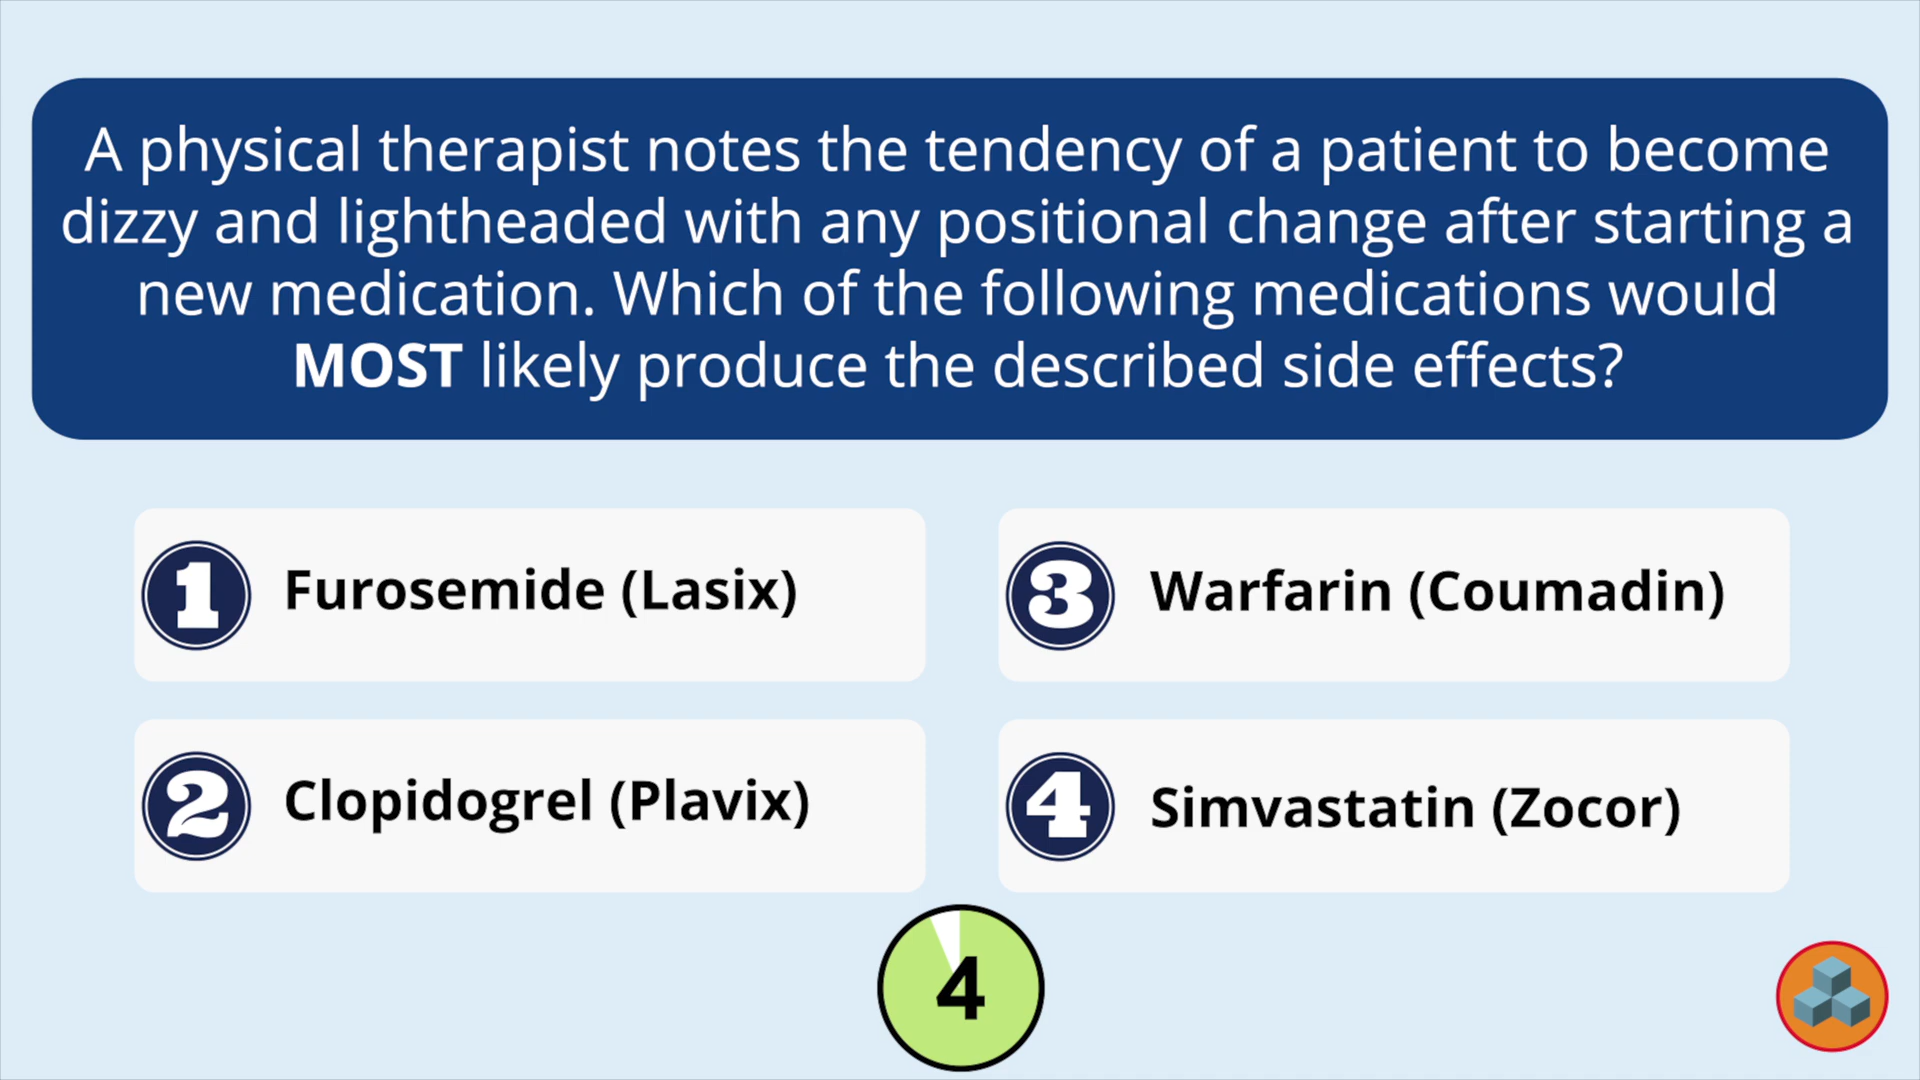 A physical therapist notes the tendency of a patient to become
dizzy and lightheaded with any positional change after starting a
new medication. Which of the following medications would
MOST likely produce the described side effects?
1 Furosemide (Lasix)
2 Clopidogrel (Plavix)
3 Warfarin (Coumadin)
4 Simvastatin (Zocor)
4